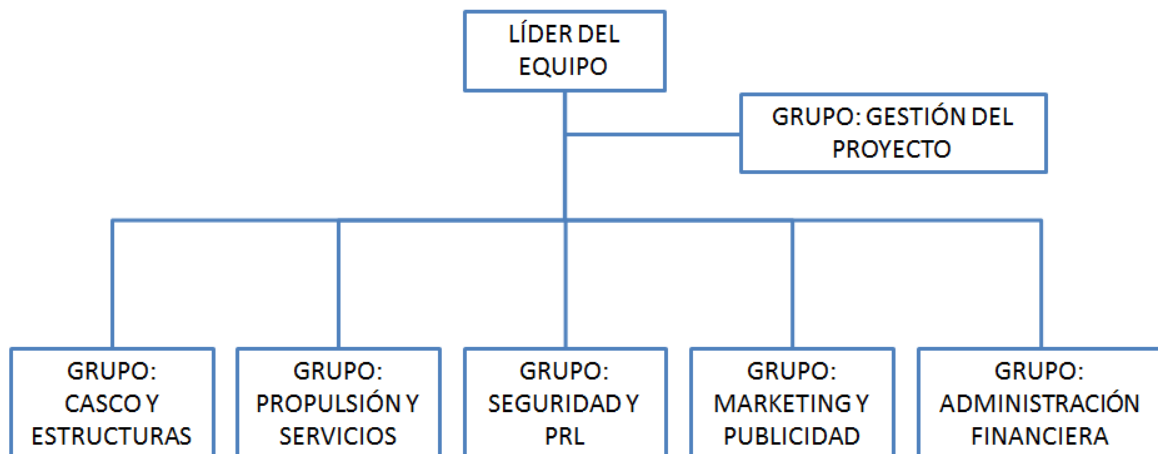 LÍDER DEL
EQUIPO
GRUPO: GESTIÓN DEL
PROYECTO
GRUPO:
CASCO Y
ESTRUCTURAS
GRUPO:
PROPULSIÓN Y
SERVICIOS
GRUPO:
SEGURIDAD Y
PRL
GRUPO:
MARKETING Y
PUBLICIDAD
GRUPO:
ADMINISTRACIÓN
FINANCIERA